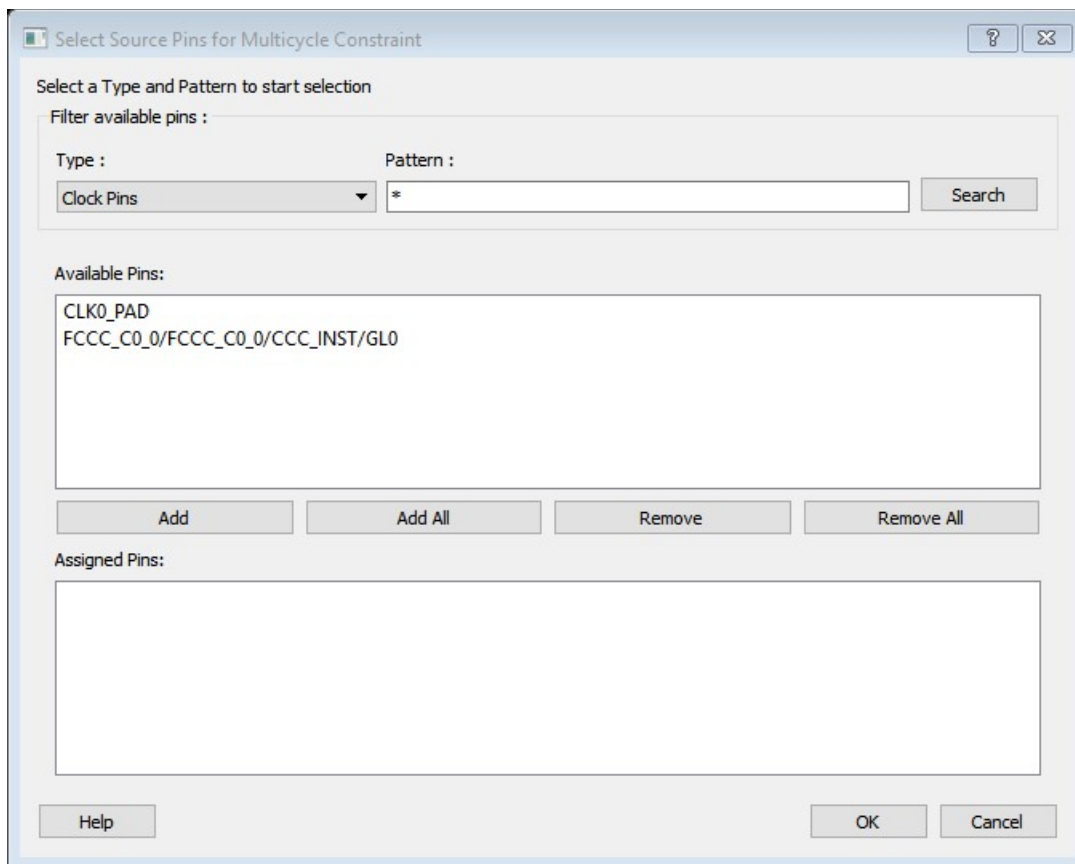 Select Source Pins for Multicycle Constraint
Select a Type and Pattern to start selection
Filter available pins :
Type : Pattern :
Clock Pins * Search
Available Pins:
CLK0_PAD
FCCC_C0_0/FCCC_C0_0/CCC_INST/GL0
Add Add All Remove Remove All
Assigned Pins:
Help OK Cancel